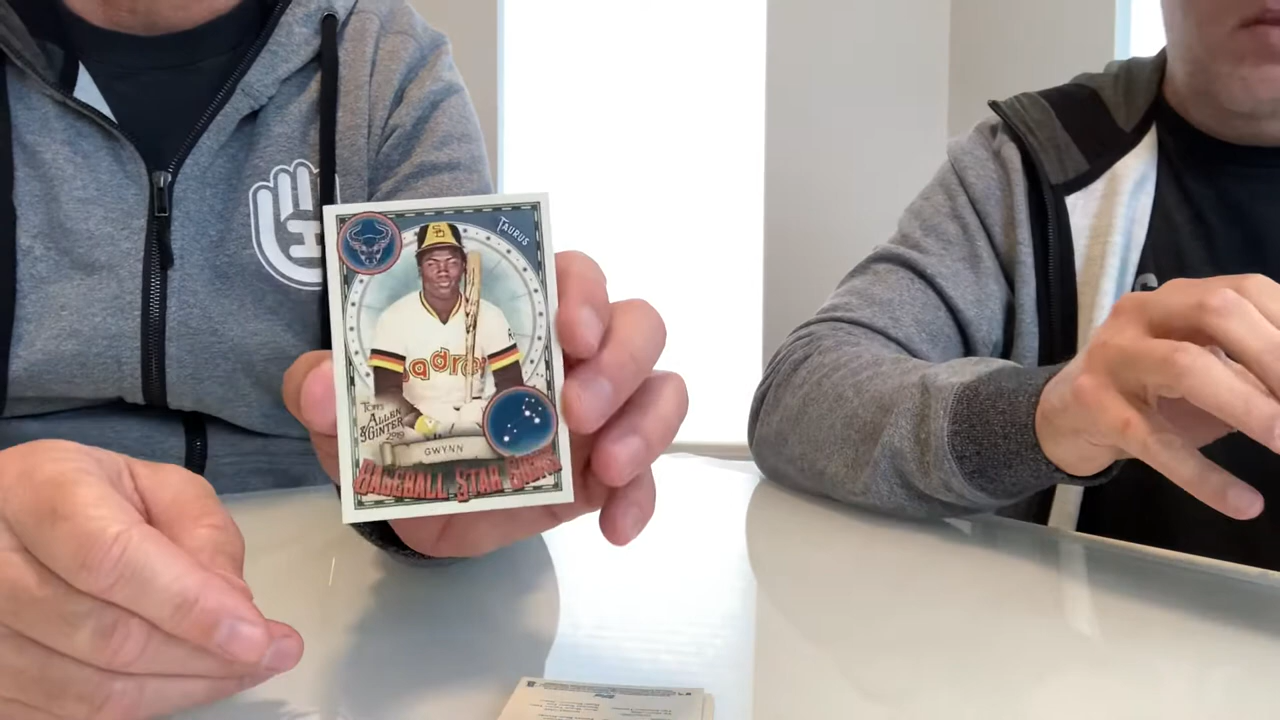 TAURUS
SD
Padres
TOPPS
ALLEN
& GINTER
2019
GWYNN
BASEBALL STAR SIGNS